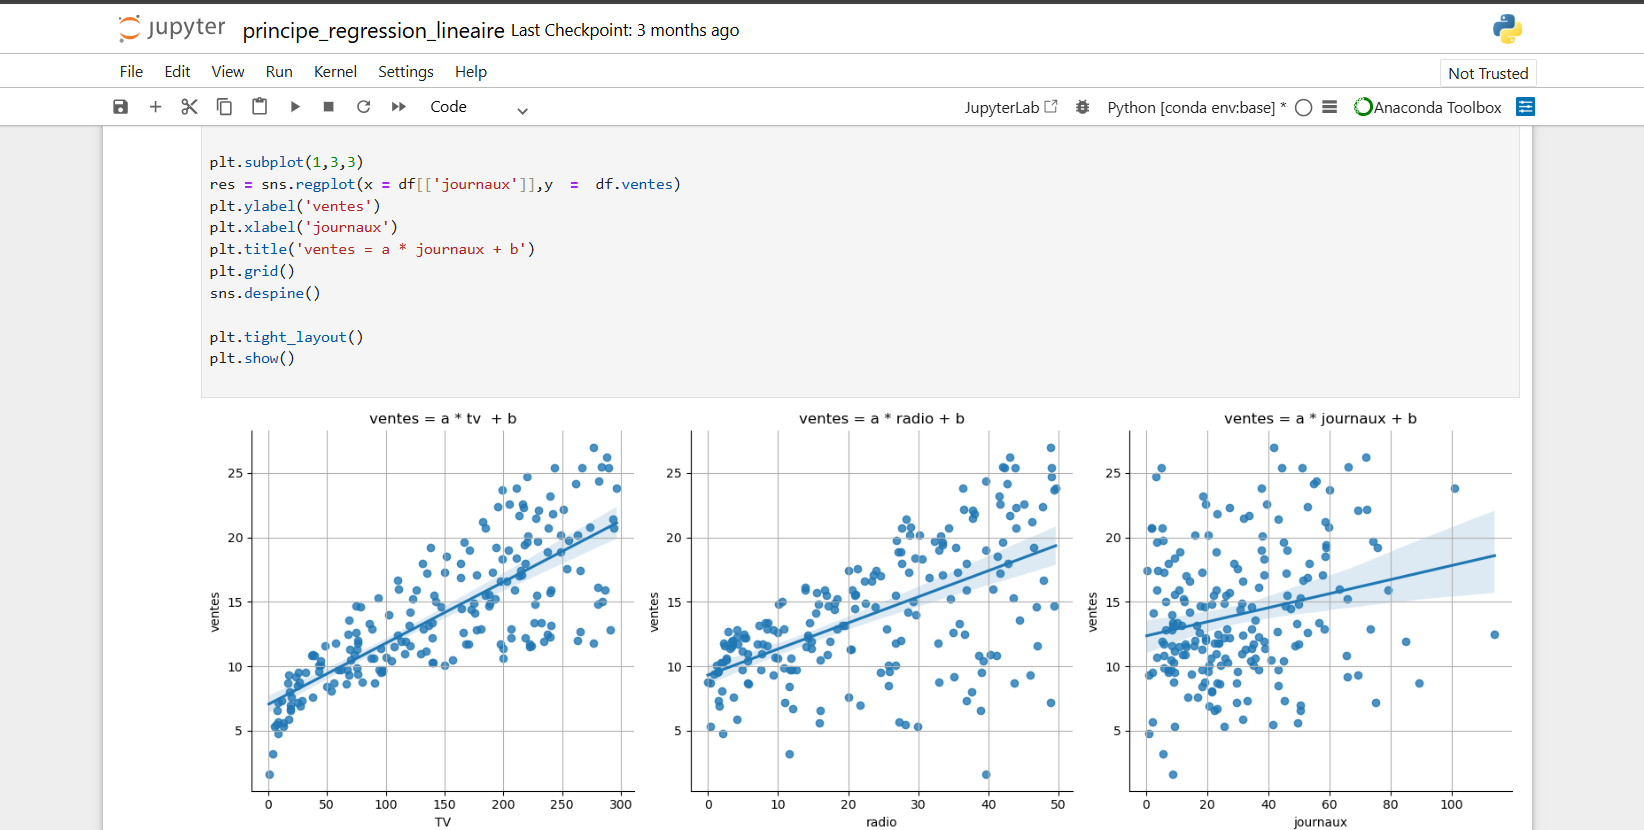 jupyter principe_regression_lineaire Last Checkpoint: 3 months ago
File Edit View Run Kernel Settings Help
Not Trusted
Code JupyterLab Python [conda env:base] * Anaconda Toolbox
plt.subplot(1,3,3)
res = sns.regplot(x = df[['journaux']],y  =  df.ventes)
plt.ylabel('ventes')
plt.xlabel('journaux')
plt.title('ventes = a * journaux + b')
plt.grid()
sns.despine()
plt.tight_layout()
plt.show()
ventes = a * tv  + b
ventes
25
20
15
10
5
0 50 100 150 200 250 300
TV
ventes = a * radio + b
ventes
25
20
15
10
5
0 10 20 30 40 50
radio
ventes = a * journaux + b
ventes
25
20
15
10
5
0 20 40 60 80 100
journaux